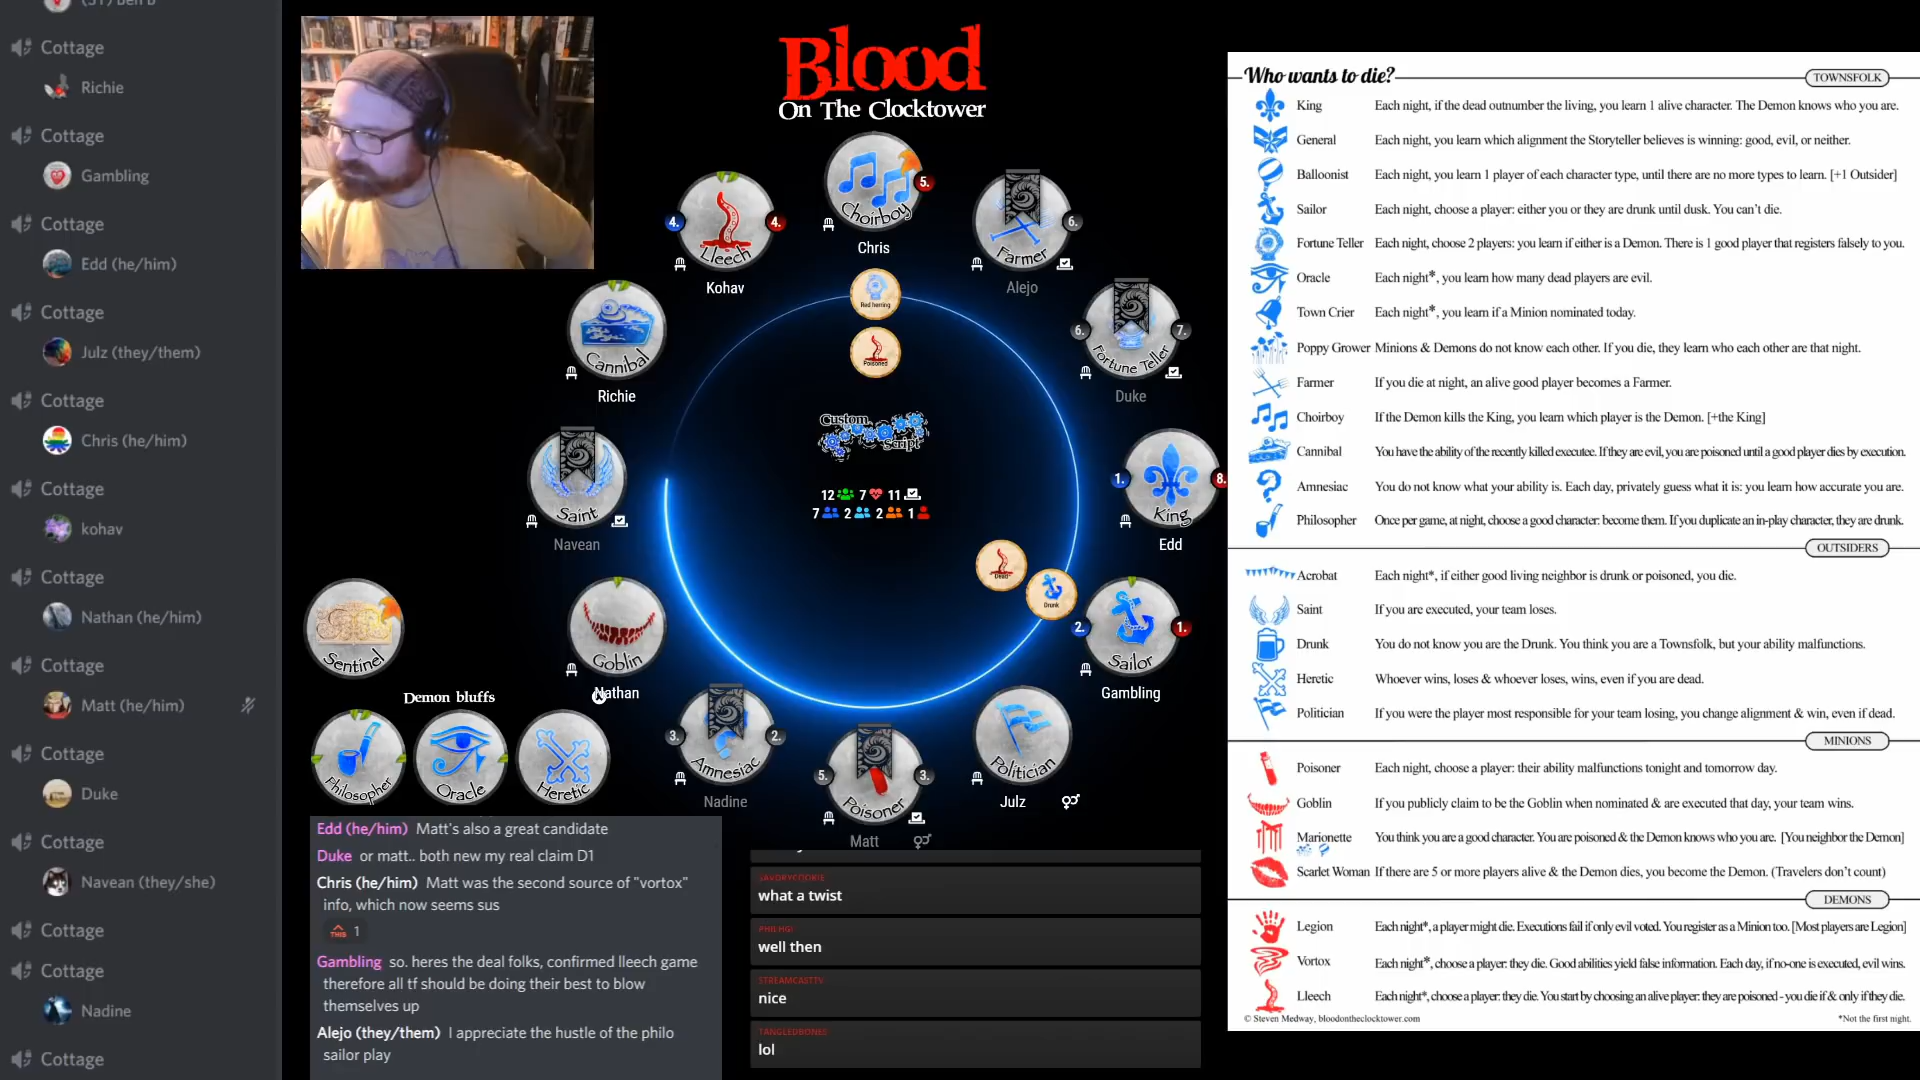 Cottage
Richie
Cottage
Gambling
Cottage
Edd (he/him)
Cottage
Julz (they/them)
Cottage
Chris (he/him)
Cottage
kohav
Cottage
Nathan (he/him)
Cottage
Matt (he/him)
Cottage
Duke
Cottage
Navean (they/she)
Cottage
Cottage
Nadine
Cottage
Blood
On The Clocktower
Choirboy
5.
Chris
4.
Lleech
4.
Kohav
Farmer
6.
Alejo
6.
Fortune Teller
7.
Duke
1.
King
8.
Edd
2.
Sailor
1.
Gambling
Politician
Julz
5.
Poisoner
3.
Matt
3.
Amnesiac
2.
Nadine
Goblin
Nathan
Saint
Navean
Cannibal
Richie
Red herring
Poisoned
Dead
Drunk
Custom
Script
12 7 11
7 2 2 1
Sentinel
Demon bluffs
Philosopher
Oracle
Heretic
Edd (he/him) Matt's also a great candidate
Duke or matt.. both new my real claim D1
Chris (he/him) Matt was the second source of "vortox"
info, which now seems sus
THIS 1
Gambling so. heres the deal folks, confirmed lleech game
therefore all tf should be doing their best to blow
themselves up
Alejo (they/them) I appreciate the hustle of the philo
sailor play
SAVORYCOOKIE
what a twist
well then
STREAMCASTTV
nice
TANGLEDBONES
lol
Who wants to die?
TOWNSFOLK
King Each night, if the dead outnumber the living, you learn 1 alive character. The Demon knows who you are.
General Each night, you learn which alignment the Storyteller believes is winning: good, evil, or neither.
Balloonist Each night, you learn 1 player of each character type, until there are no more types to learn. [+1 Outsider]
Sailor Each night, choose a player: either you or they are drunk until dusk. You can't die.
Fortune Teller Each night, choose 2 players: you learn if either is a Demon. There is 1 good player that registers falsely to you.
Oracle Each night*, you learn how many dead players are evil.
Town Crier Each night*, you learn if a Minion nominated today.
Poppy Grower Minions & Demons do not know each other. If you die, they learn who each other are that night.
Farmer If you die at night, an alive good player becomes a Farmer.
Choirboy If the Demon kills the King, you learn which player is the Demon. [+the King]
Cannibal You have the ability of the recently killed executee. If they are evil, you are poisoned until a good player dies by execution.
Amnesiac You do not know what your ability is. Each day, privately guess what it is: you learn how accurate you are.
Philosopher Once per game, at night, choose a good character: become them. If you duplicate an in-play character, they are drunk.
OUTSIDERS
Acrobat Each night*, if either good living neighbor is drunk or poisoned, you die.
Saint If you are executed, your team loses.
Drunk You do not know you are the Drunk. You think you are a Townsfolk, but your ability malfunctions.
Heretic Whoever wins, loses & whoever loses, wins, even if you are dead.
Politician If you were the player most responsible for your team losing, you change alignment & win, even if dead.
MINIONS
Poisoner Each night, choose a player: their ability malfunctions tonight and tomorrow day.
Goblin If you publicly claim to be the Goblin when nominated & are executed that day, your team wins.
Marionette You think you are a good character. You are poisoned & the Demon knows who you are. [You neighbor the Demon]
Scarlet Woman If there are 5 or more players alive & the Demon dies, you become the Demon. (Travelers don't count)
DEMONS
Legion Each night*, a player might die. Executions fail if only evil voted. You register as a Minion too. [Most players are Legion]
Vortox Each night*, choose a player: they die. Good abilities yield false information. Each day, if no-one is executed, evil wins.
Lleech Each night*, choose a player: they die. You start by choosing an alive player: they are poisoned - you die if & only if they die.
© Steven Medway, bloodontheclocktower.com
*Not the first night.